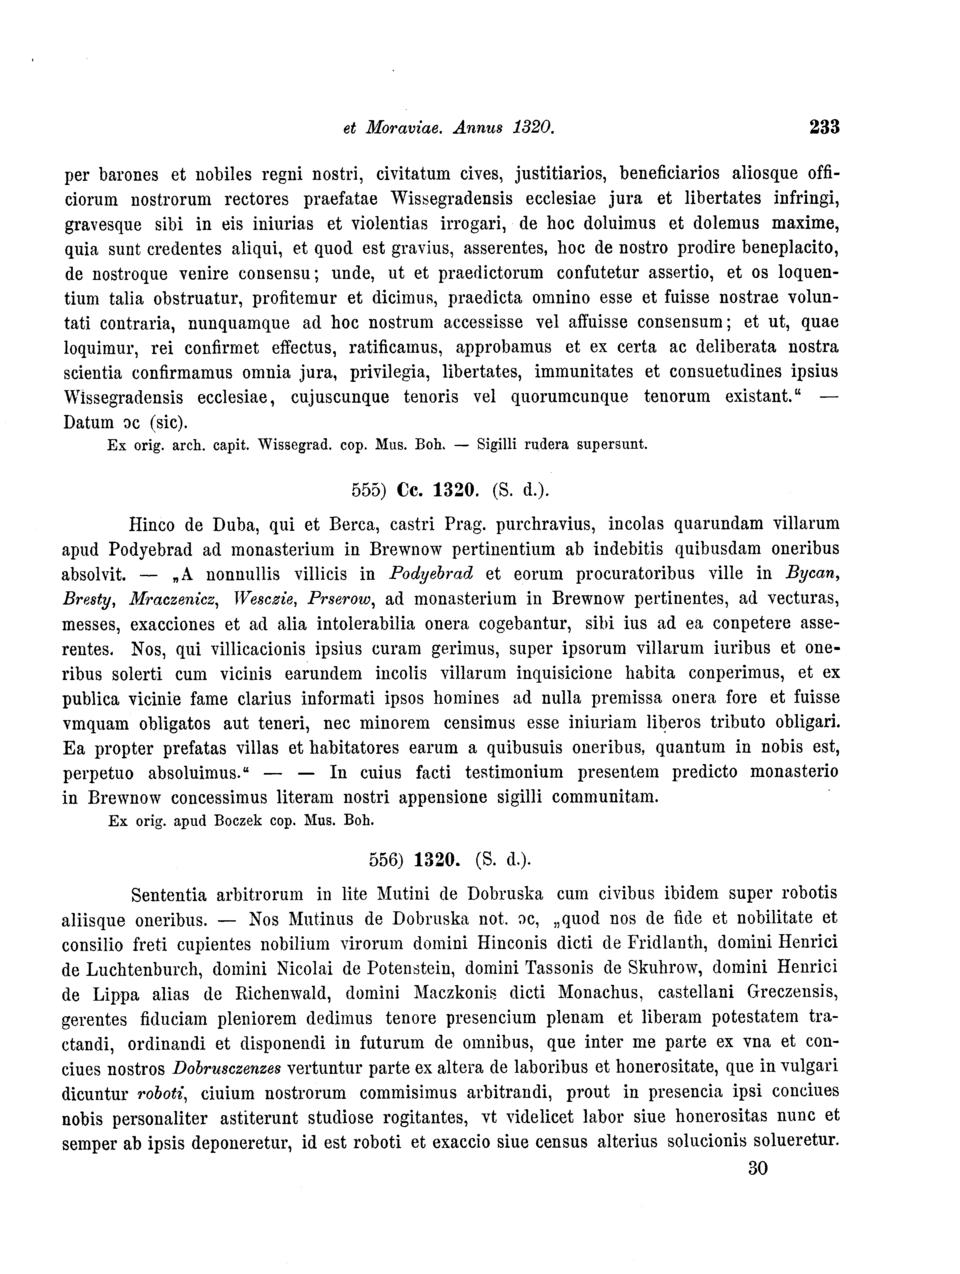 et Moraviae. Annus 1320. 233
per barones et nobiles regni nostri, civitatum cives, justitiarios, beneficiarios aliosque offi-
ciorum nostrorum rectores praefatae Wissegradensis ecclesiae jura et libertates infringi,
gravesque sibi in eis iniurias et violentias irrogari, de hoc doluimus et dolemus maxime,
quia sunt credentes aliqui, et quod est gravius, asserentes, hoc de nostro prodire beneplacito,
de nostroque venire consensu; unde, ut et praedictorum confutetur assertio, et os loquen-
tium talia obstruatur, profitemur et dicimus, praedicta omnino esse et fuisse nostrae volun-
tati contraria, nunquamque ad hoc nostrum accessisse vel affuisse consensum; et ut, quae
loquimur, rei confirmet effectus, ratificamus, approbamus et ex certa ac deliberata nostra
scientia confirmamus omnia jura, privilegia, libertates, immunitates et consuetudines ipsius
Wissegradensis ecclesiae, cujuscunque tenoris vel quorumcunque tenorum existant.“ —
Datum ɔc (sic).
Ex orig. arch. capit. Wissegrad. cop. Mus. Boh. — Sigilli rudera supersunt.
555) Cc. 1320. (S. d.).
Hinco de Duba, qui et Berca, castri Prag. purchravius, incolas quarundam villarum
apud Podyebrad ad monasterium in Brewnow pertinentium ab indebitis quibusdam oneribus
absolvit. — „A nonnullis villicis in Podyebrad et eorum procuratoribus ville in Bycan,
Bresty, Mraczenicz, Wesczie, Prserow, ad monasterium in Brewnow pertinentes, ad vecturas,
messes, exacciones et ad alia intolerabilia onera cogebantur, sibi ius ad ea conpetere asse-
rentes. Nos, qui villicacionis ipsius curam gerimus, super ipsorum villarum iuribus et one-
ribus solerti cum vicinis earundem incolis villarum inquisicione habita conperimus, et ex
publica vicinie fame clarius informati ipsos homines ad nulla premissa onera fore et fuisse
vmquam obligatos aut teneri, nec minorem censimus esse iniuriam liberos tributo obligari.
Ea propter prefatas villas et habitatores earum a quibusuis oneribus, quantum in nobis est,
perpetuo absoluimus.“ — — In cuius facti testimonium presentem predicto monasterio
in Brewnow concessimus literam nostri appensione sigilli communitam.
Ex orig. apud Boczek cop. Mus. Boh.
556) 1320. (S. d.).
Sententia arbitrorum in lite Mutini de Dobruska cum civibus ibidem super robotis
aliisque oneribus. — Nos Mutinus de Dobruska not. ɔc, „quod nos de fide et nobilitate et
consilio freti cupientes nobilium virorum domini Hinconis dicti de Fridlanth, domini Henrici
de Luchtenburch, domini Nicolai de Potenstein, domini Tassonis de Skuhrow, domini Henrici
de Lippa alias de Richenwald, domini Maczkonis dicti Monachus, castellani Greczensis,
gerentes fiduciam pleniorem dedimus tenore presencium plenam et liberam potestatem tra-
ctandi, ordinandi et disponendi in futurum de omnibus, que inter me parte ex vna et con-
ciues nostros Dobrusczenzes vertuntur parte ex altera de laboribus et honerositate, que in vulgari
dicuntur roboti, ciuium nostrorum commisimus arbitrandi, prout in presencia ipsi conciues
nobis personaliter astiterunt studiose rogitantes, vt videlicet labor siue honerositas nunc et
semper ab ipsis deponeretur, id est roboti et exaccio siue census alterius solucionis solueretur.
30